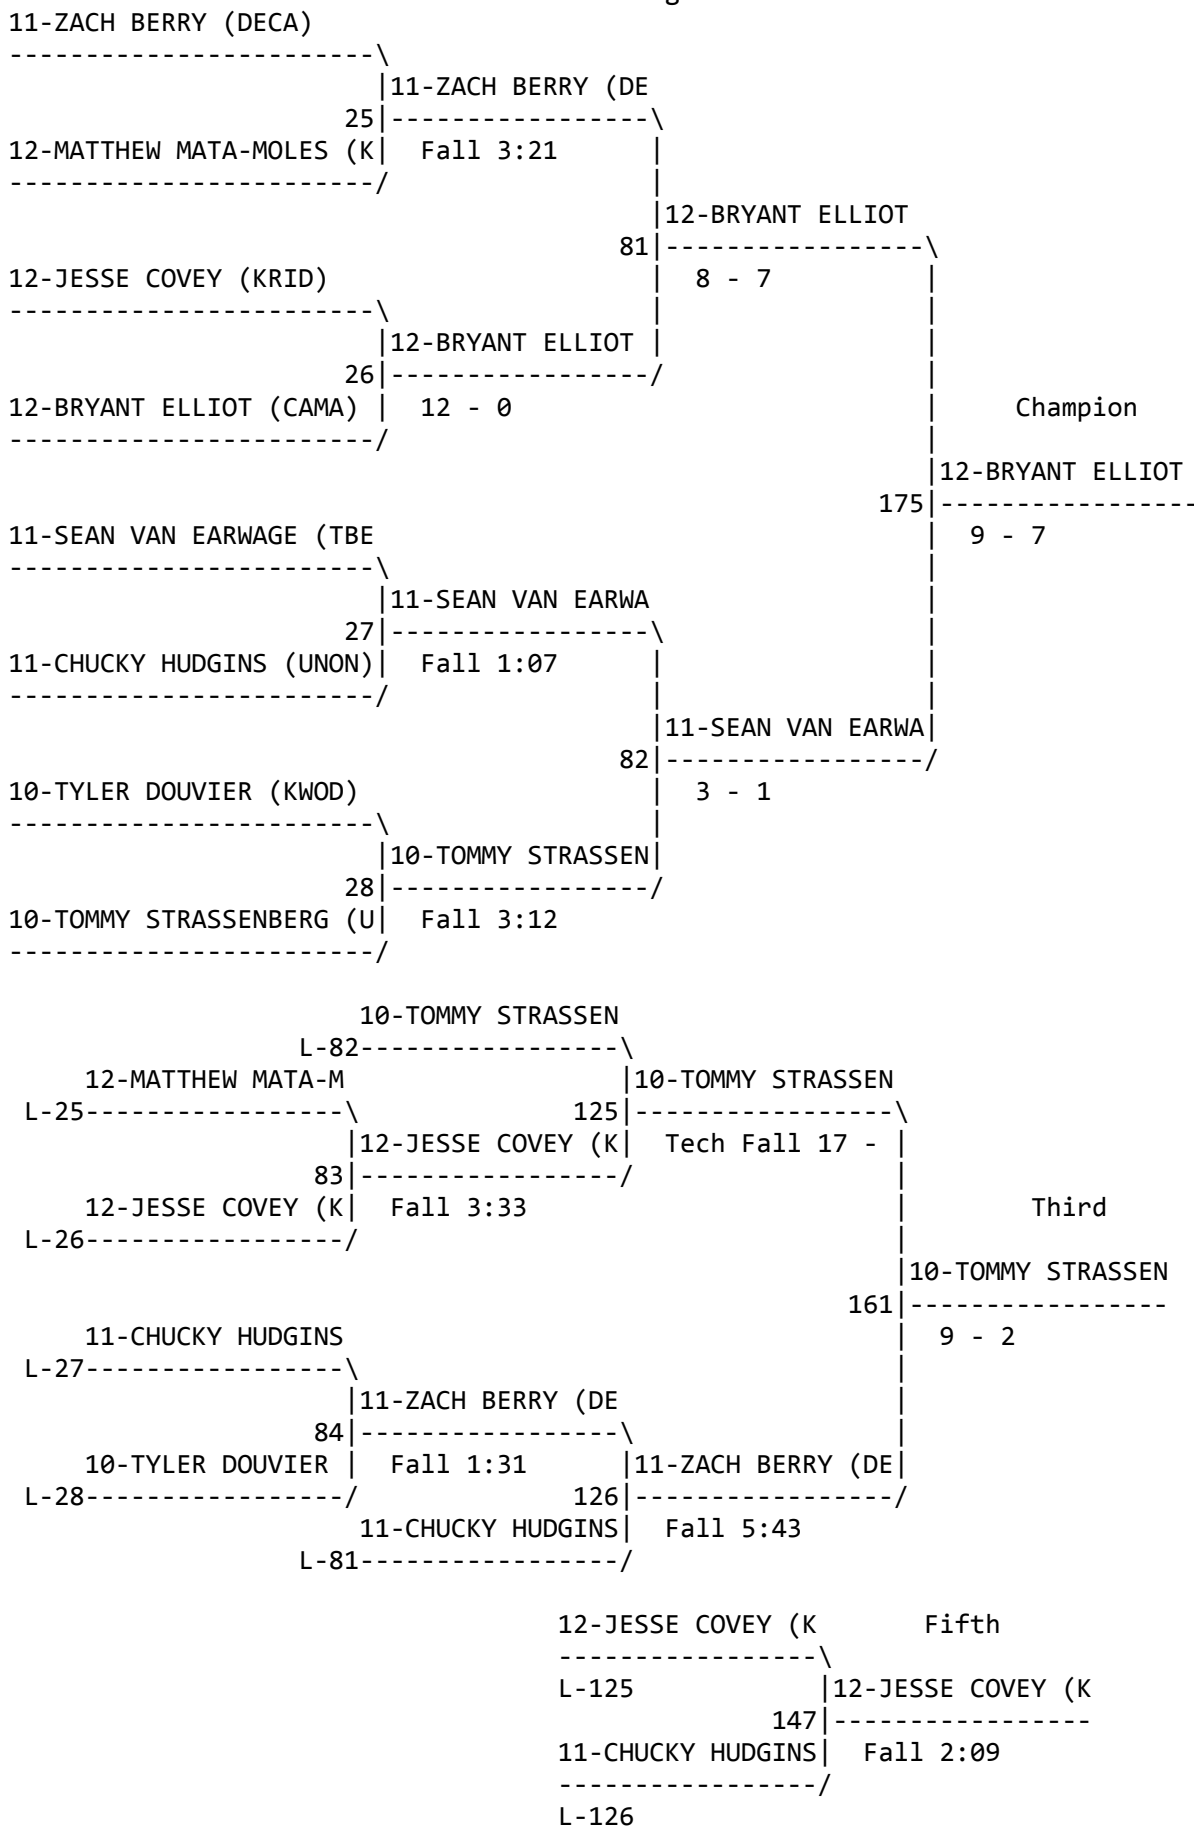 11-ZACH BERRY (DECA)
------------------------\
|11-ZACH BERRY (DE
25|-----------------\
12-MATTHEW MATA-MOLES (K| Fall 3:21 |
------------------------/ |
|12-BRYANT ELLIOT
81|-----------------\
12-JESSE COVEY (KRID) | 8 - 7 |
------------------------\ | |
|12-BRYANT ELLIOT | |
26|-----------------/ |
12-BRYANT ELLIOT (CAMA) | 12 - 0 | Champion
------------------------/ |
|12-BRYANT ELLIOT
175|-----------------
11-SEAN VAN EARWAGE (TBE | 9 - 7
------------------------\ |
|11-SEAN VAN EARWA |
27|-----------------\ |
11-CHUCKY HUDGINS (UNON)| Fall 1:07 | |
------------------------/ | |
|11-SEAN VAN EARWA|
82|-----------------/
10-TYLER DOUVIER (KWOD) | 3 - 1
------------------------\ |
|10-TOMMY STRASSEN|
28|-----------------/
10-TOMMY STRASSENBERG (U| Fall 3:12
------------------------/
10-TOMMY STRASSEN
L-82-----------------\
12-MATTHEW MATA-M |10-TOMMY STRASSEN
L-25-----------------\ 125|-----------------\
|12-JESSE COVEY (K| Tech Fall 17 - |
83|-----------------/ |
12-JESSE COVEY (K| Fall 3:33 | Third
L-26-----------------/ |
|10-TOMMY STRASSEN
161|-----------------
11-CHUCKY HUDGINS | 9 - 2
L-27-----------------\ |
|11-ZACH BERRY (DE |
84|-----------------\ |
10-TYLER DOUVIER | Fall 1:31 |11-ZACH BERRY (DE|
L-28-----------------/ 126|-----------------/
11-CHUCKY HUDGINS| Fall 5:43
L-81-----------------/
12-JESSE COVEY (K Fifth
-----------------\
L-125 |12-JESSE COVEY (K
147|-----------------
11-CHUCKY HUDGINS| Fall 2:09
-----------------/
L-126